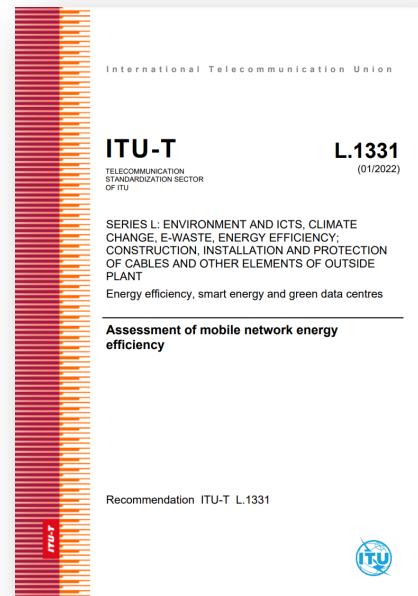 International Telecommunication Union
ITU-T
L.1331
TELECOMMUNICATION
STANDARDIZATION SECTOR
OF ITU
(01/2022)
SERIES L: ENVIRONMENT AND ICTS, CLIMATE
CHANGE, E-WASTE, ENERGY EFFICIENCY;
CONSTRUCTION, INSTALLATION AND PROTECTION
OF CABLES AND OTHER ELEMENTS OF OUTSIDE
PLANT
Energy efficiency, smart energy and green data centres
Assessment of mobile network energy
efficiency
Recommendation ITU-T L.1331
ITU-T
ITU